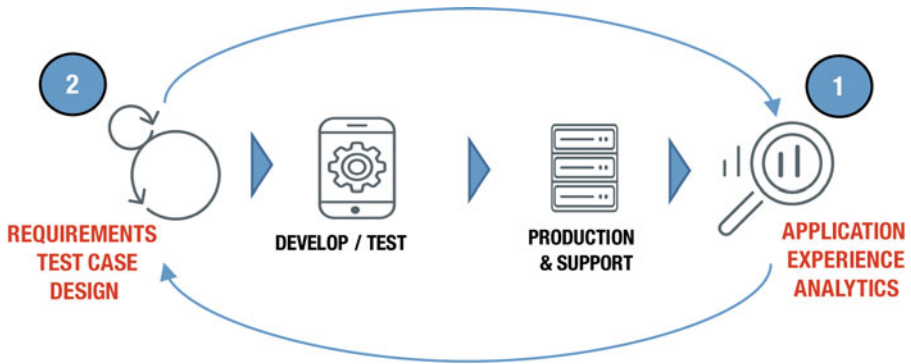 2
1
REQUIREMENTS
TEST CASE
DESIGN
DEVELOP / TEST
PRODUCTION
& SUPPORT
APPLICATION
EXPERIENCE
ANALYTICS